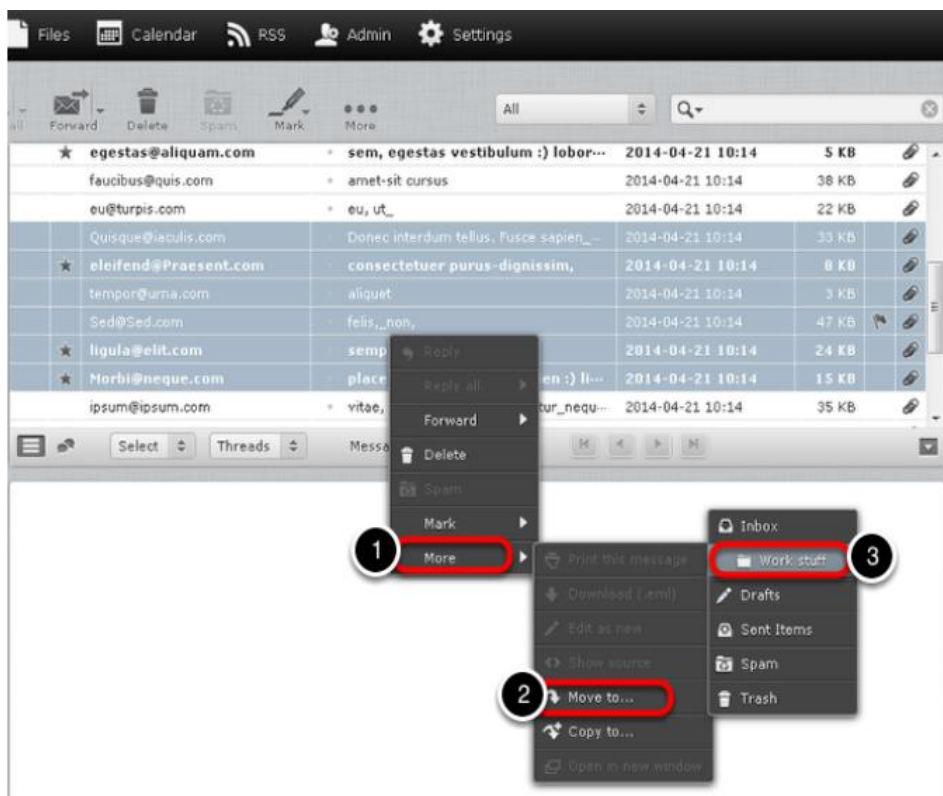 Files Calendar RSS Admin Settings
all Forward Delete Spam Mark More All
egestas@aliquam.com sem, egestas vestibulum :) lobor... 2014-04-21 10:14 5 KB
faucibus@quis.com amet-sit cursus 2014-04-21 10:14 38 KB
eu@turpis.com eu, ut_ 2014-04-21 10:14 22 KB
Quisque@iaculis.com Donec interdum tellus. Fusce sapien_... 2014-04-21 10:14 33 KB
eleifend@Praesent.com consectetuer purus-dignissim, 2014-04-21 10:14 8 KB
tempor@urna.com aliquet 2014-04-21 10:14 3 KB
Sed@Sed.com felis,_non, 2014-04-21 10:14 47 KB
ligula@elit.com semp 2014-04-21 10:14 24 KB
Morbi@neque.com place en :) li... 2014-04-21 10:14 15 KB
ipsum@ipsum.com vitae, tur_nequ... 2014-04-21 10:14 35 KB
Select Threads Messa
Reply
Reply all
Forward
Delete
Spam
Mark
1 More
Print this message
Download (.eml)
Edit as new
Show source
2 Move to...
Copy to...
Open in new window
Inbox
Work stuff 3
Drafts
Sent Items
Spam
Trash